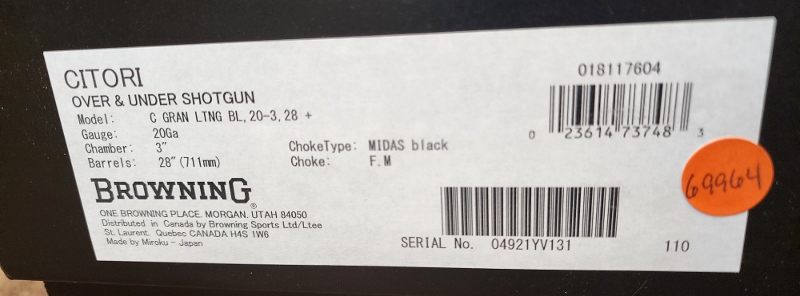 CITORI
OVER & UNDER SHOTGUN
Model: C GRAN LTNG BL, 20-3, 28 +
Gauge: 20Ga
Chamber: 3"
Barrels: 28"(711mm)
ChokeType: MIDAS black
Choke: F.M
BROWNING®
ONE BROWNING PLACE. MORGAN. UTAH 84050
Distributed in Canada by Browning Sports Ltd/Ltee
St. Laurent. Quebec CANADA H4S 1W6
Made by Miroku - Japan
018117604
0 23614 73748 3
69964
SERIAL No. 04921YV131
110